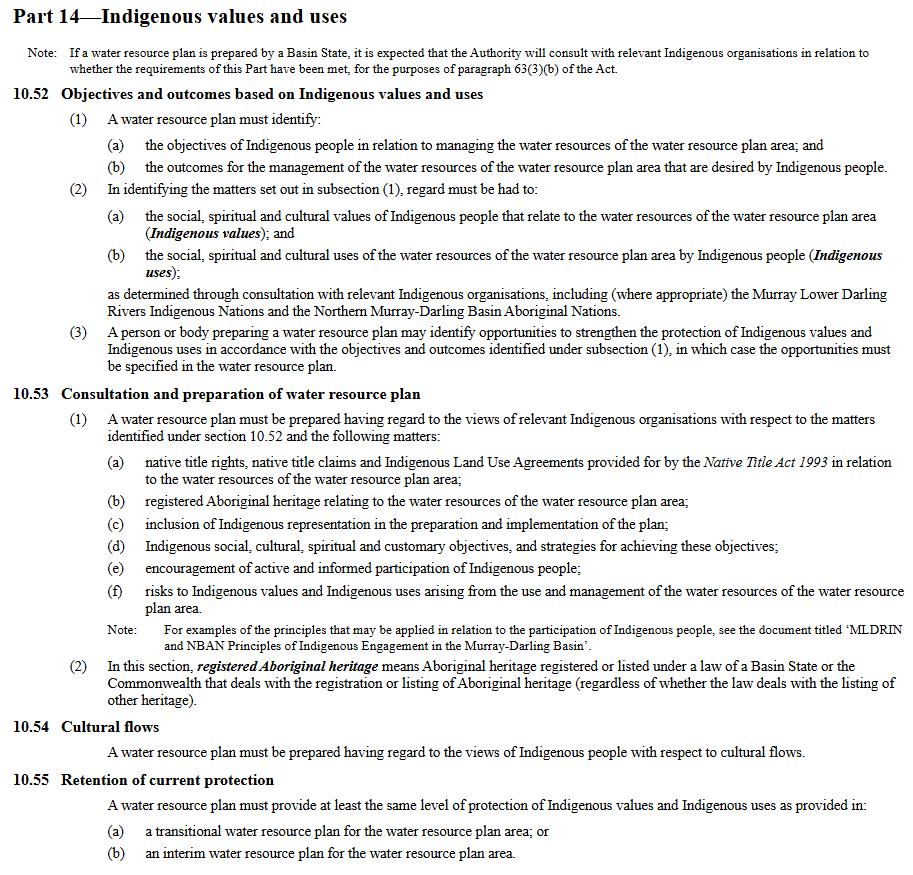 Part 14—Indigenous values and uses
Note: If a water resource plan is prepared by a Basin State, it is expected that the Authority will consult with relevant Indigenous organisations in relation to
whether the requirements of this Part have been met, for the purposes of paragraph 63(3)(b) of the Act.
10.52 Objectives and outcomes based on Indigenous values and uses
(1) A water resource plan must identify:
(a) the objectives of Indigenous people in relation to managing the water resources of the water resource plan area; and
(b) the outcomes for the management of the water resources of the water resource plan area that are desired by Indigenous people.
(2) In identifying the matters set out in subsection (1), regard must be had to:
(a) the social, spiritual and cultural values of Indigenous people that relate to the water resources of the water resource plan area
(Indigenous values); and
(b) the social, spiritual and cultural uses of the water resources of the water resource plan area by Indigenous people (Indigenous
uses);
as determined through consultation with relevant Indigenous organisations, including (where appropriate) the Murray Lower Darling
Rivers Indigenous Nations and the Northern Murray-Darling Basin Aboriginal Nations.
(3) A person or body preparing a water resource plan may identify opportunities to strengthen the protection of Indigenous values and
Indigenous uses in accordance with the objectives and outcomes identified under subsection (1), in which case the opportunities must
be specified in the water resource plan.
10.53 Consultation and preparation of water resource plan
(1) A water resource plan must be prepared having regard to the views of relevant Indigenous organisations with respect to the matters
identified under section 10.52 and the following matters:
(a) native title rights, native title claims and Indigenous Land Use Agreements provided for by the Native Title Act 1993 in relation
to the water resources of the water resource plan area;
(b) registered Aboriginal heritage relating to the water resources of the water resource plan area;
(c) inclusion of Indigenous representation in the preparation and implementation of the plan;
(d) Indigenous social, cultural, spiritual and customary objectives, and strategies for achieving these objectives;
(e) encouragement of active and informed participation of Indigenous people;
(f) risks to Indigenous values and Indigenous uses arising from the use and management of the water resources of the water resource
plan area.
Note: For examples of the principles that may be applied in relation to the participation of Indigenous people, see the document titled ‘MLDRIN
and NBAN Principles of Indigenous Engagement in the Murray-Darling Basin’.
(2) In this section, registered Aboriginal heritage means Aboriginal heritage registered or listed under a law of a Basin State or the
Commonwealth that deals with the registration or listing of Aboriginal heritage (regardless of whether the law deals with the listing of
other heritage).
10.54 Cultural flows
A water resource plan must be prepared having regard to the views of Indigenous people with respect to cultural flows.
10.55 Retention of current protection
A water resource plan must provide at least the same level of protection of Indigenous values and Indigenous uses as provided in:
(a) a transitional water resource plan for the water resource plan area; or
(b) an interim water resource plan for the water resource plan area.